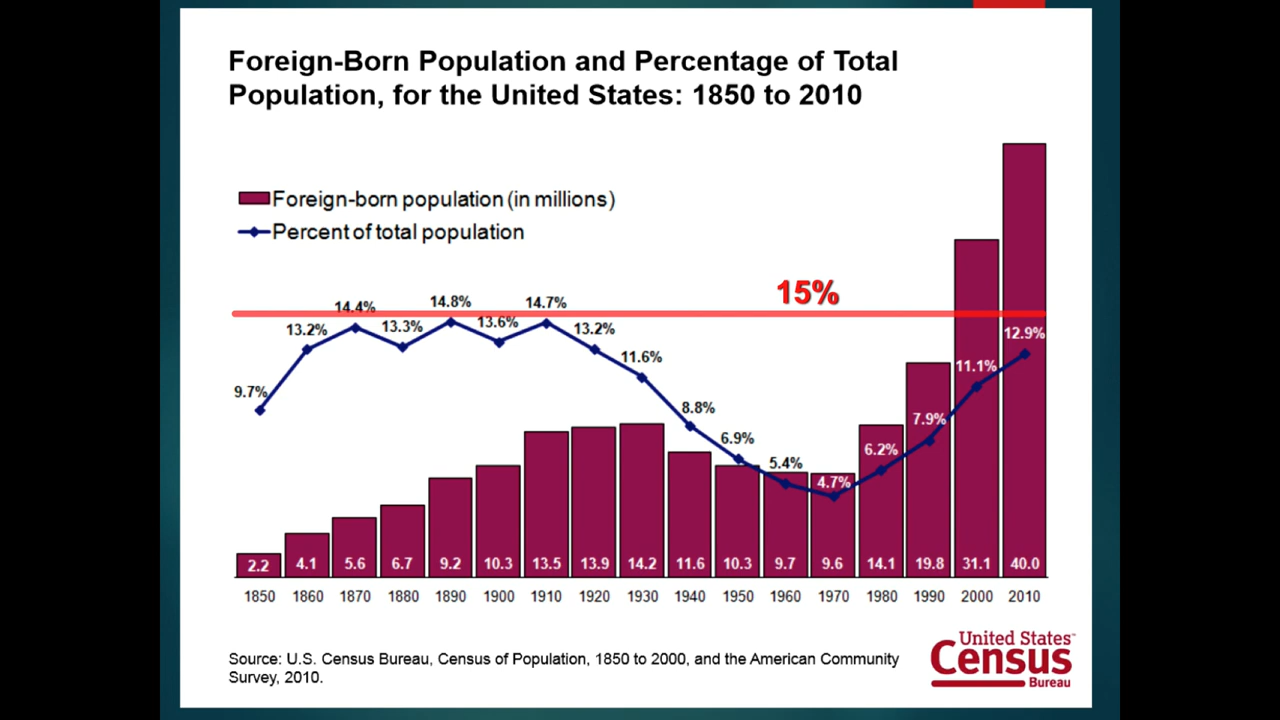 Foreign-Born Population and Percentage of Total
Population, for the United States: 1850 to 2010
Foreign-born population (in millions)
Percent of total population
15%
9.7%
13.2%
14.4%
13.3%
14.8%
13.6%
14.7%
13.2%
11.6%
8.8%
6.9%
5.4%
4.7%
6.2%
7.9%
11.1%
12.9%
2.2 4.1 5.6 6.7 9.2 10.3 13.5 13.9 14.2 11.6 10.3 9.7 9.6 14.1 19.8 31.1 40.0
1850 1860 1870 1880 1890 1900 1910 1920 1930 1940 1950 1960 1970 1980 1990 2000 2010
Source: U.S. Census Bureau, Census of Population, 1850 to 2000, and the American Community
Survey, 2010.
United States™
Census
Bureau